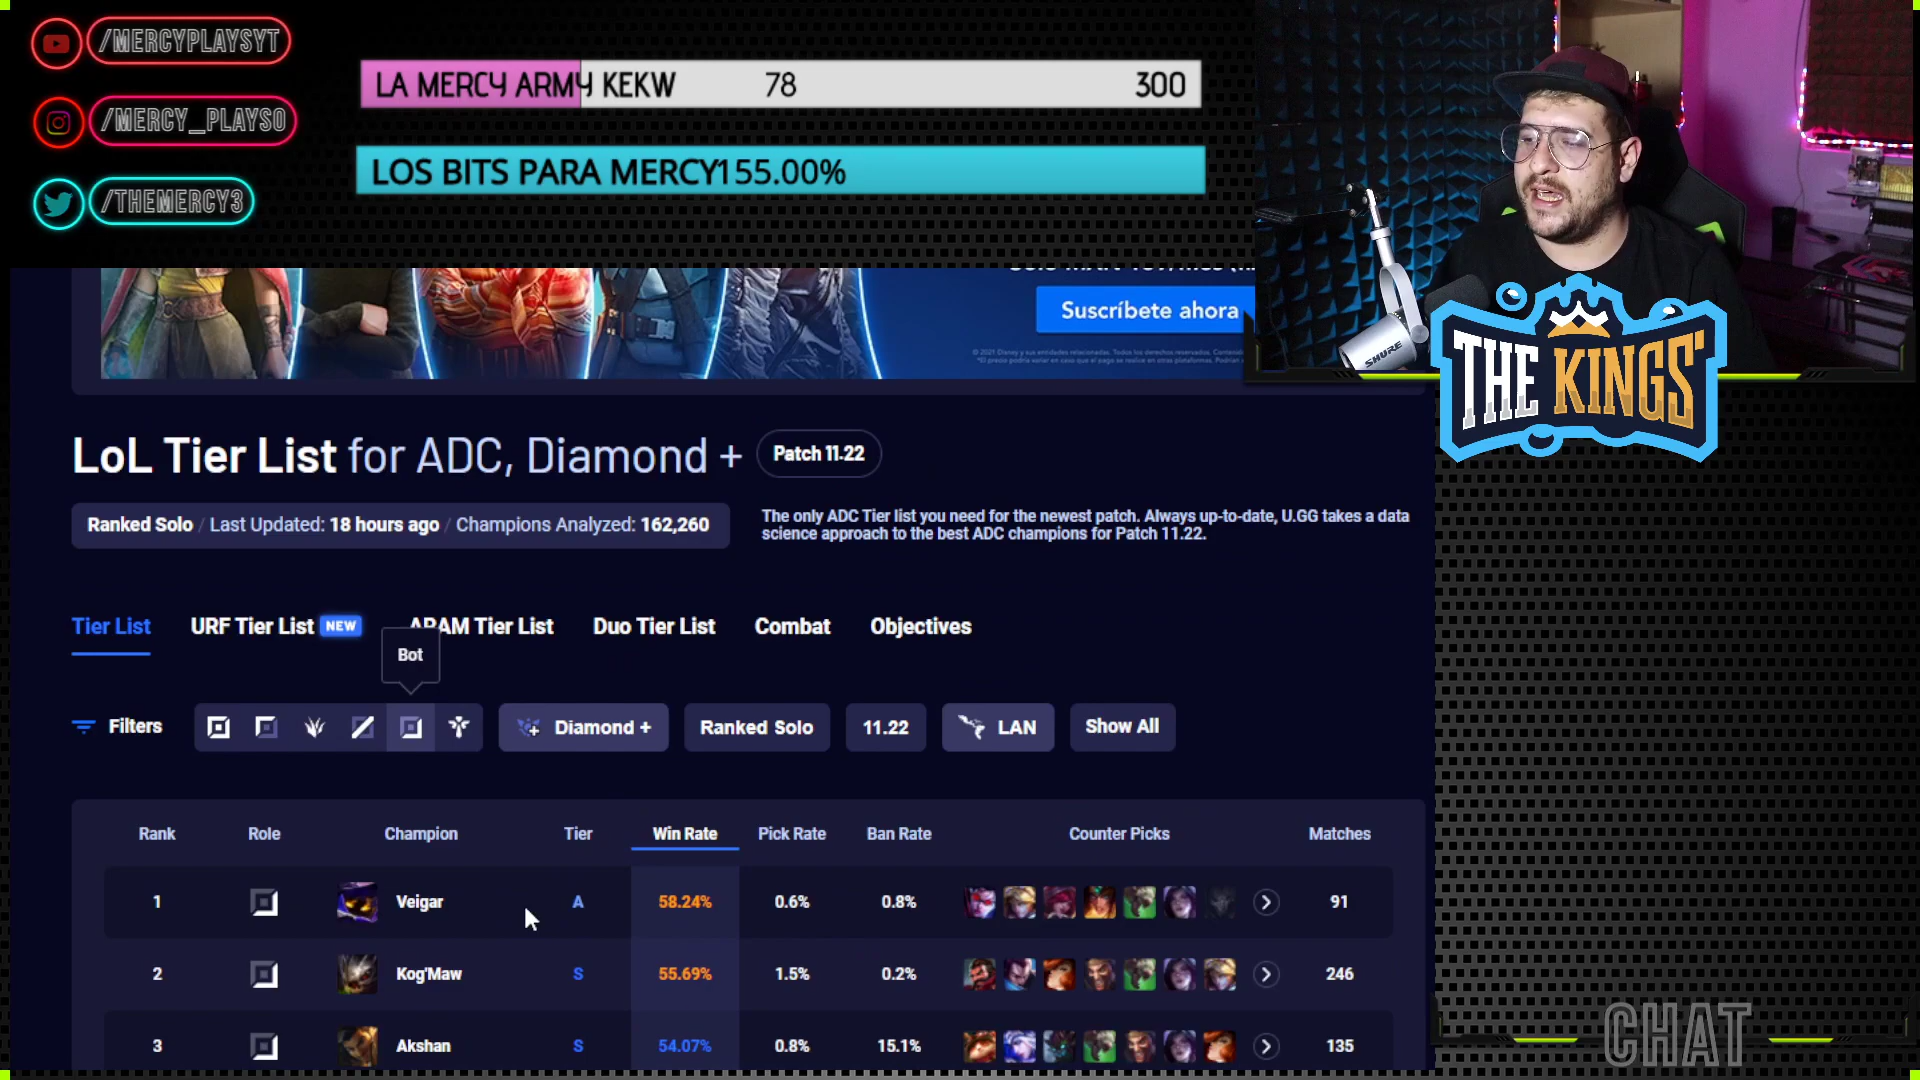 /MERCYPLAYSYT
/MERCY_PLAYSO
/THEMERCY3
LA MERCY ARMY KEKW 78 300
LOS BITS PARA MERCY155.00%
Suscríbete ahora
SHURE
THE KINGS
LoL Tier List for ADC, Diamond + Patch 11.22
Ranked Solo / Last Updated: 18 hours ago / Champions Analyzed: 162,260
The only ADC Tier list you need for the newest patch. Always up-to-date, U.GG takes a data
science approach to the best ADC champions for Patch 11.22.
Tier List URF Tier List NEW ARAM Tier List Duo Tier List Combat Objectives
Bot
Filters Diamond + Ranked Solo 11.22 LAN Show All
Rank Role Champion Tier Win Rate Pick Rate Ban Rate Counter Picks Matches
1 Veigar A 58.24% 0.6% 0.8% 91
2 Kog'Maw S 55.69% 1.5% 0.2% 246
3 Akshan S 54.07% 0.8% 15.1% 135
CHAT